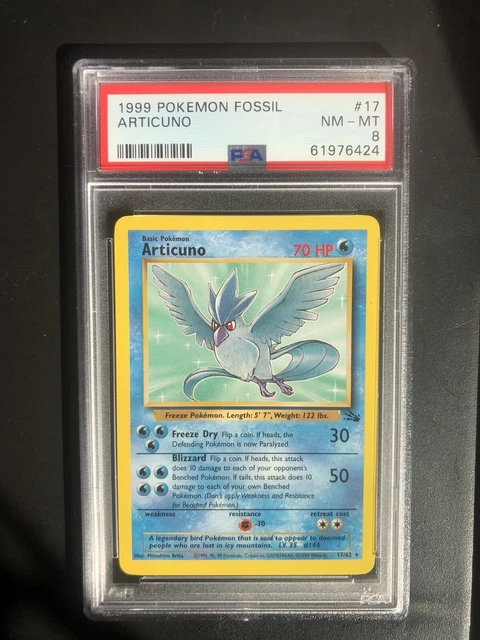 1999 POKEMON FOSSIL #17
ARTICUNO NM - MT
8
PSA 61976424
Basic Pokémon
Articuno 70 HP
Freeze Pokémon. Length: 5' 7", Weight: 122 lbs.
Freeze Dry Flip a coin. If heads, the
Defending Pokémon is now Paralyzed.
30
Blizzard Flip a coin. If heads, this attack
does 10 damage to each of your opponent's
Benched Pokémon. If tails, this attack does 10
damage to each of your own Benched
Pokémon. (Don't apply Weakness and Resistance
for Benched Pokémon.)
50
weakness resistance retreat cost
-30
A legendary bird Pokémon that is said to appear to doomed
people who are lost in icy mountains. LV. 35 #144
Illus. Mitsuhiro Arita 17/62 ★